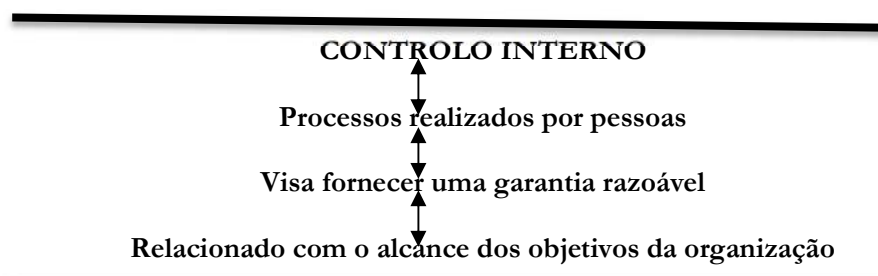 CONTROLO INTERNO
Processos realizados por pessoas
Visa fornecer uma garantia razoável
Relacionado com o alcance dos objetivos da organização